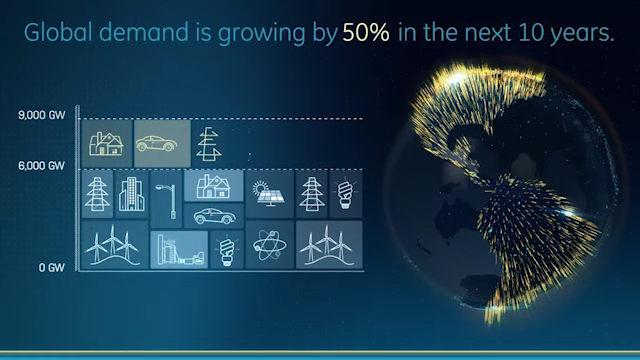 Global demand is growing by 50% in the next 10 years.
9,000 GW
6,000 GW
0 GW